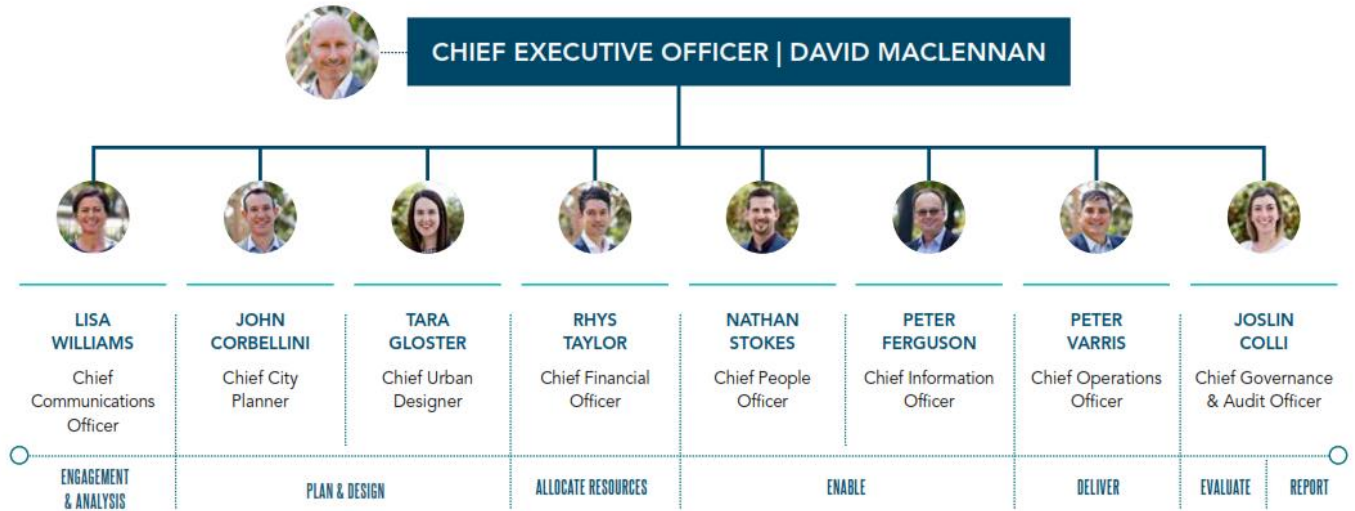 CHIEF EXECUTIVE OFFICER | DAVID MACLENNAN
LISA
WILLIAMS
Chief
Communications
Officer
JOHN
CORBELLINI
Chief City
Planner
TARA
GLOSTER
Chief Urban
Designer
RHYS
TAYLOR
Chief Financial
Officer
NATHAN
STOKES
Chief People
Officer
PETER
FERGUSON
Chief Information
Officer
PETER
VARRIS
Chief Operations
Officer
JOSLIN
COLLI
Chief Governance
& Audit Officer
ENGAGEMENT
& ANALYSIS
PLAN & DESIGN
ALLOCATE RESOURCES
ENABLE
DELIVER
EVALUATE
REPORT